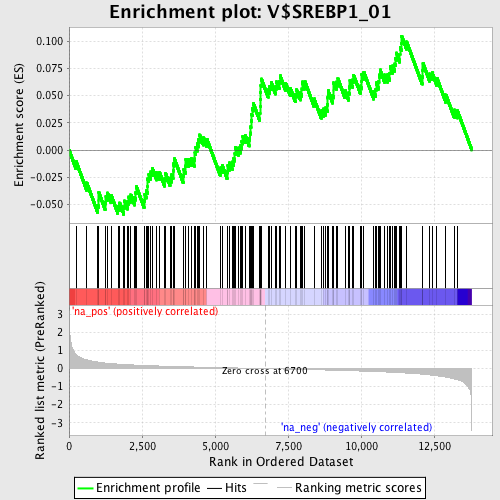 Enrichment plot: V$SREBP1_01
Enrichment score (ES)
0.100
0.075
0.050
0.025
0.000
-0.025
-0.050
'na_pos' (positively correlated)
Ranked list metric (PreRanked)
3
2
1
0
-1
-2
-3
Zero cross at 6700
'na_neg' (negatively correlated)
0
2,500
5,000
7,500
10,000
12,500
Rank in Ordered Dataset
Enrichment profile
Hits
Ranking metric scores